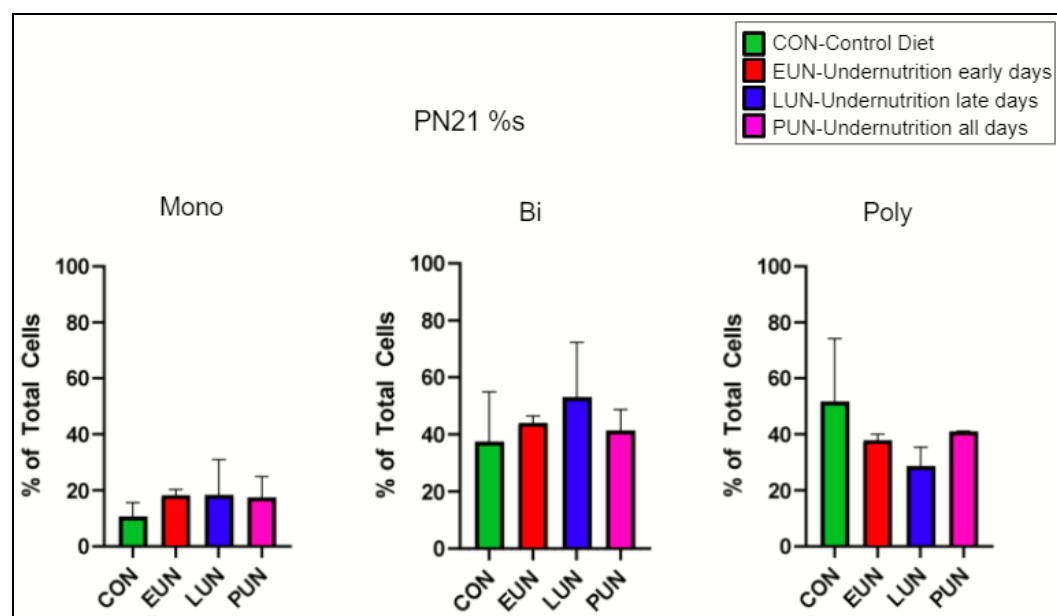 CON-Control Diet
EUN-Undernutrition early days
LUN-Undernutrition late days
PUN-Undernutrition all days
PN21 %s
Mono
100
80
60
40
20
0
% of Total Cells
CON
EUN
LUN
PUN
Bi
100
80
60
40
20
0
% of Total Cells
CON
EUN
LUN
PUN
Poly
100
80
60
40
20
0
% of Total Cells
CON
EUN
LUN
PUN